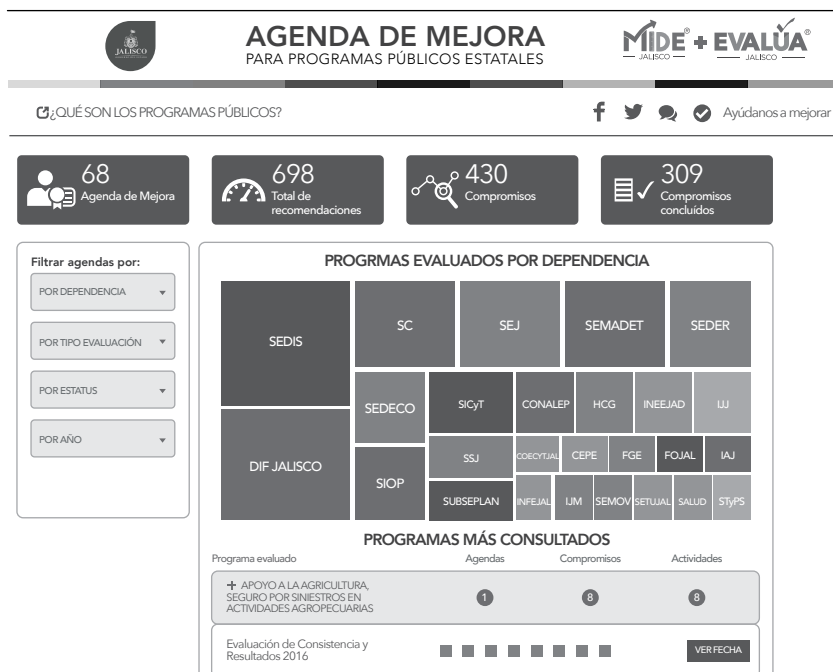 JALISCO
AGENDA DE MEJORA
PARA PROGRAMAS PÚBLICOS ESTATALES
MIDE® + EVALÚA®
JALISCO JALISCO
¿QUÉ SON LOS PROGRAMAS PÚBLICOS?
Ayúdanos a mejorar
68
Agenda de Mejora
698
Total de
recomendaciones
430
Compromisos
309
Compromisos
concluídos
Filtrar agendas por:
POR DEPENDENCIA
POR TIPO EVALUACIÓN
POR ESTATUS
POR AÑO
PROGRMAS EVALUADOS POR DEPENDENCIA
SEDIS
SC
SEJ
SEMADET
SEDER
DIF JALISCO
SEDECO
SIOP
SICyT
CONALEP
HCG
INEEJAD
IJJ
SSJ
COECYTJAL
CEPE
FGE
FOJAL
IAJ
SUBSEPLAN
INFEJAL
IJM
SEMOV
SETUJAL
SALUD
STyPS
PROGRAMAS MÁS CONSULTADOS
Programa evaluado Agendas Compromisos Actividades
+ APOYO A LA AGRICULTURA,
SEGURO POR SINIESTROS EN
ACTIVIDADES AGROPECUARIAS
1 8 8
Evaluación de Consistencia y
Resultados 2016
VER FECHA